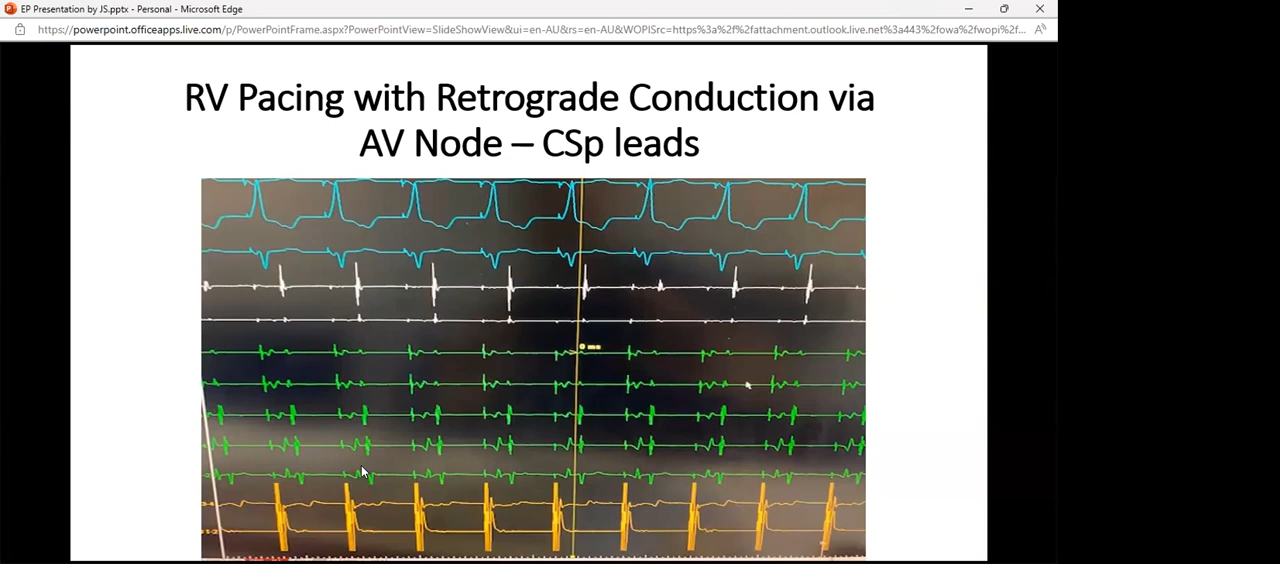 EP Presentation by JS.pptx - Personal - Microsoft Edge
https://powerpoint.officeapps.live.com/p/PowerPointFrame.aspx?PowerPointView=SlideShowView&ui=en-AU&rs=en-AU&WOPISrc=https%3a%2f%2fattachment.outlook.live.net%3a443%2fowa%2fwopi%2f...
RV Pacing with Retrograde Conduction via
AV Node – CSp leads
0 ms